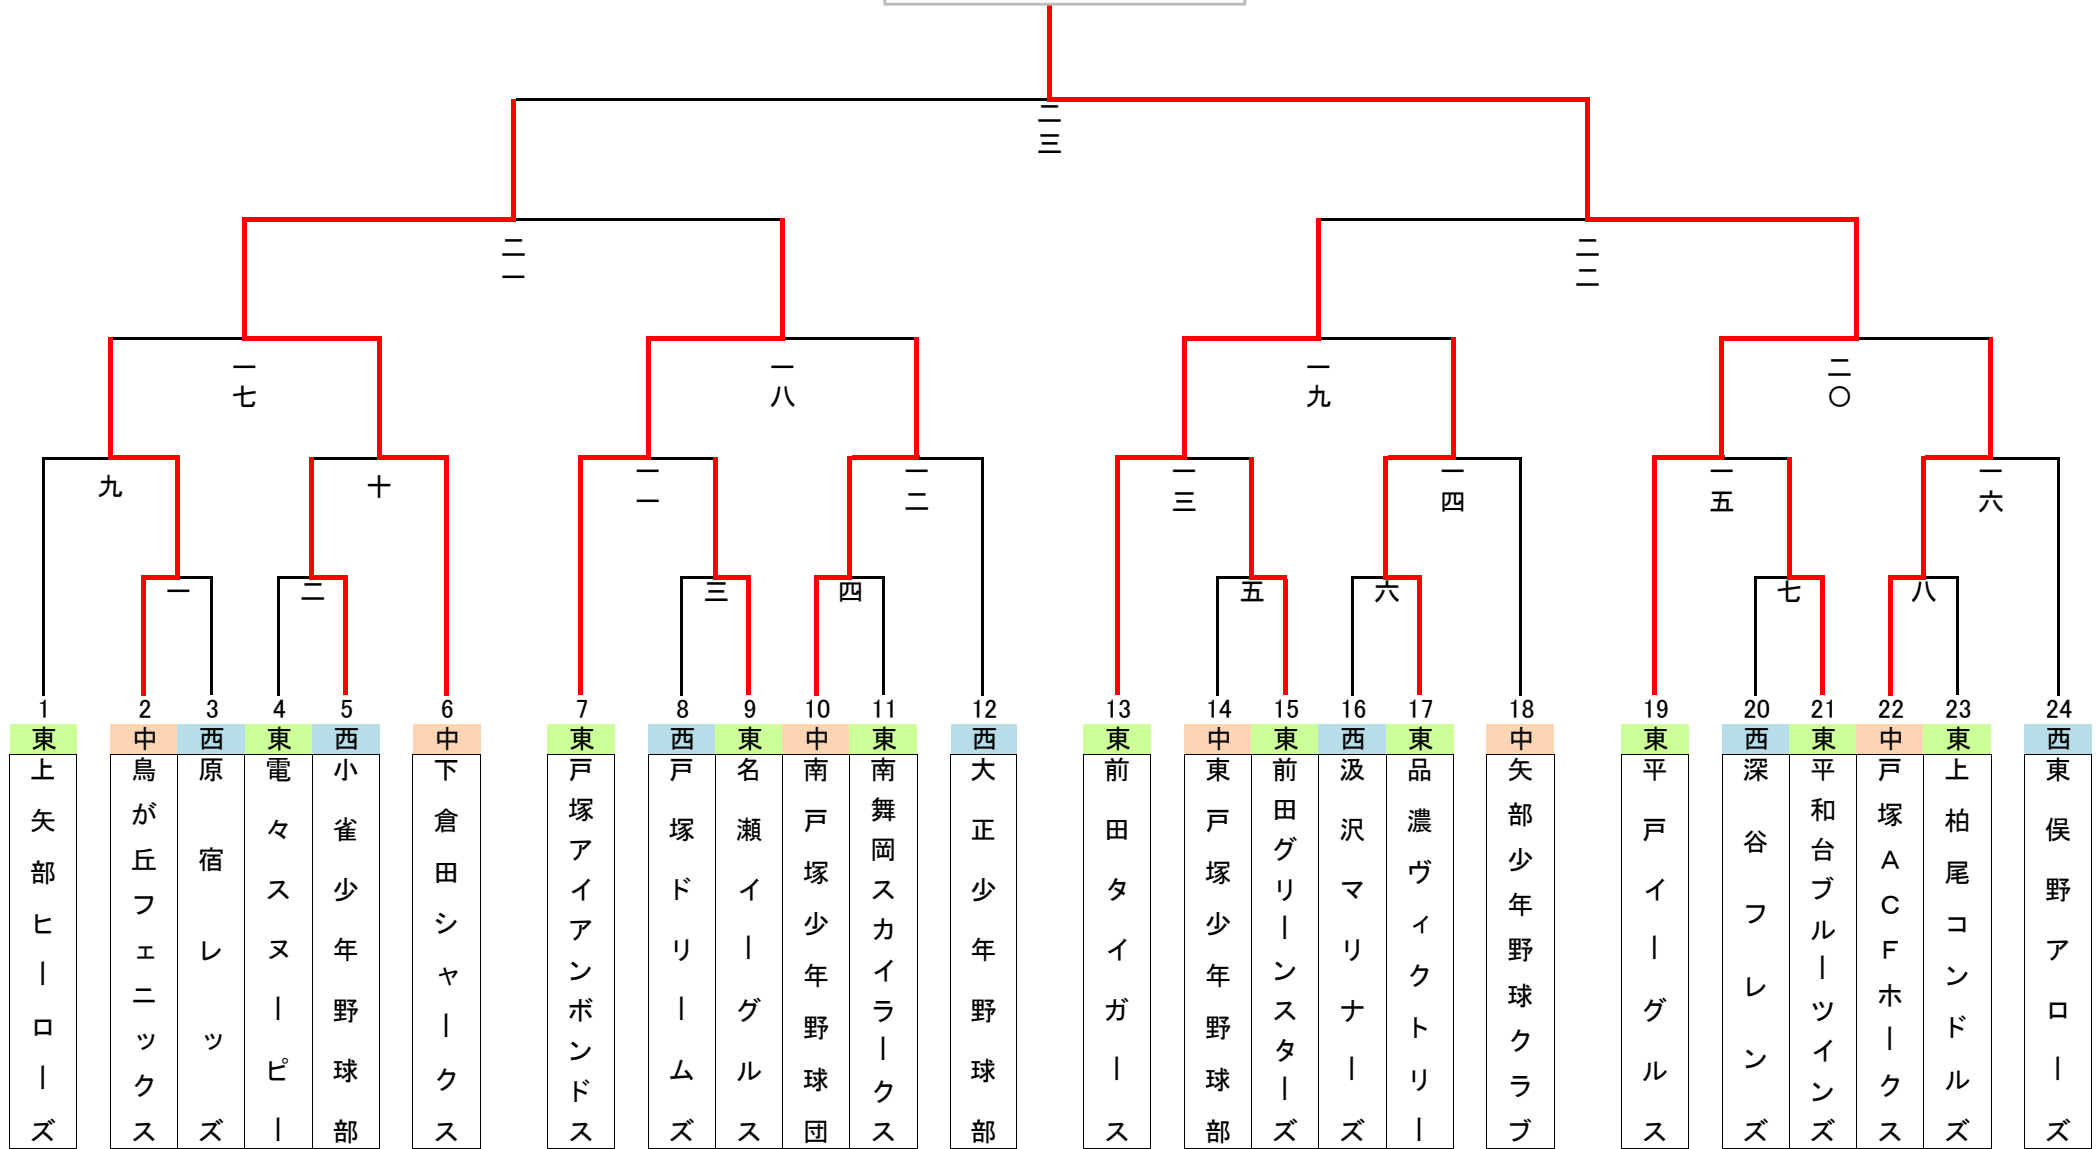 二三
二一
二二
一七
一八
一九
二〇
九
十
一一
一二
一三
一四
一五
一六
一
二
三
四
五
六
七
八
1 2 3 4 5 6 7 8 9 10 11 12 13 14 15 16 17 18 19 20 21 22 23 24
東 中 西 東 西 中 東 西 東 中 東 西 東 中 東 西 東 中 東 西 東 中 東 西
上矢部ヒーローズ
鳥が丘フェニックス
原宿レッズ
電々スヌーピー
小雀少年野球部
下倉田シャークス
戸塚アイアンボンドス
戸塚ドリームズ
名瀬イーグルス
南戸塚少年野球団
南舞岡スカイラークス
大正少年野球部
前田タイガース
東戸塚少年野球部
前田グリーンスターズ
汲沢マリナーズ
品濃ヴィクトリー
矢部少年野球クラブ
平戸イーグルス
深谷フレンズ
平和台ブルーツインズ
戸塚ACFホークス
上柏尾コンドルズ
東俣野アローズ